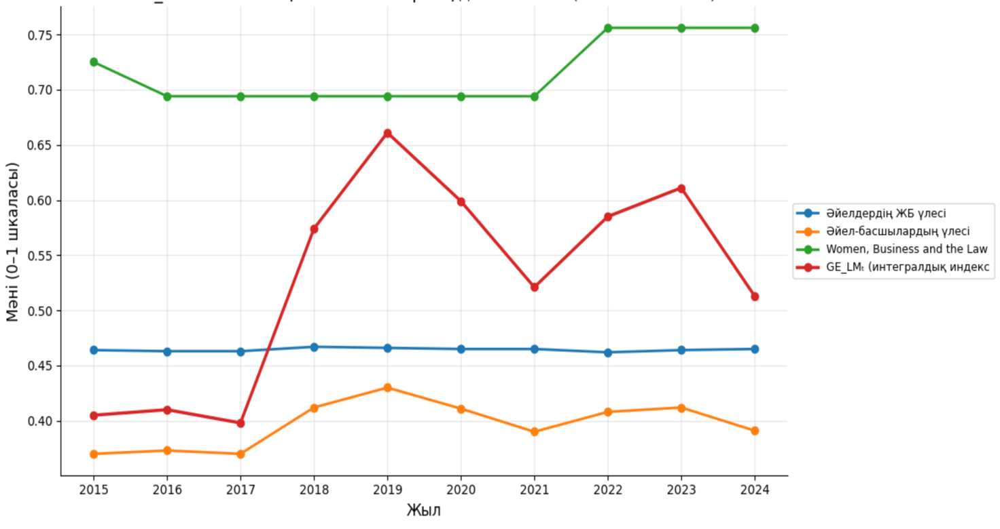 Мәні (0–1 шкаласы)
0.75
0.70
0.65
0.60
0.55
0.50
0.45
0.40
2015 2016 2017 2018 2019 2020 2021 2022 2023 2024
Жыл
Әйелдердің ЖБ үлесі
Әйел-басшылардың үлесі
Women, Business and the Law
GE_LMₜ (интегралдық индекс